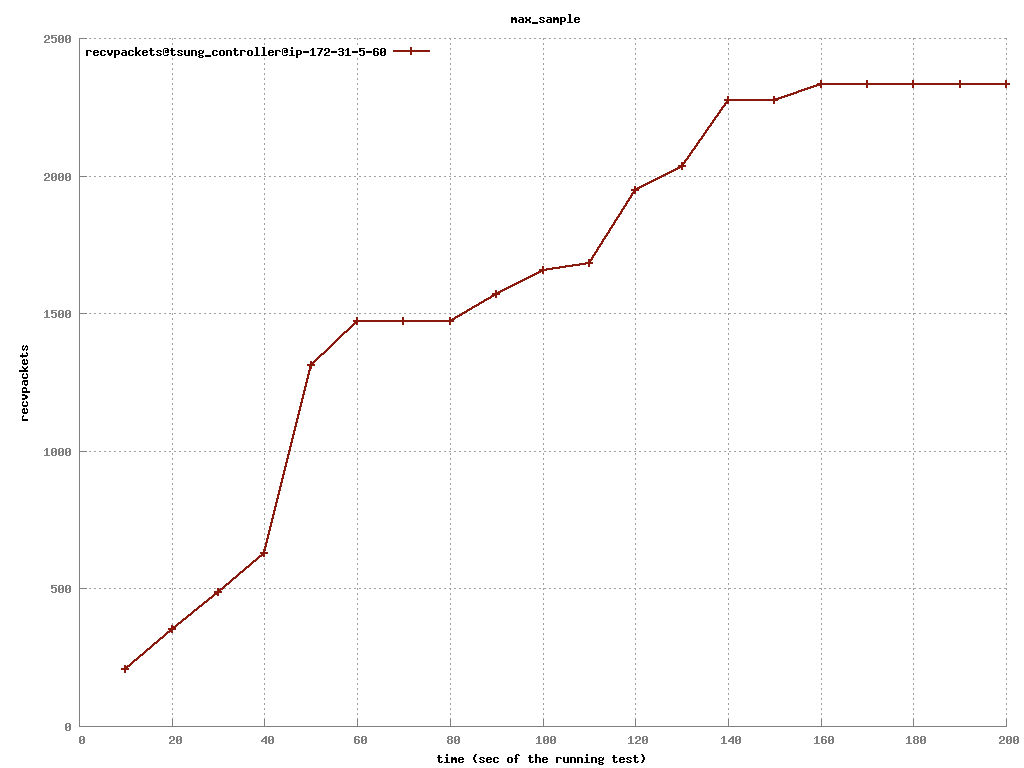 max_sample
2500
recvpackets@tsung_controller@ip-172-31-5-60
2000
1500
recvpackets
1000
500
0
0 20 40 60 80 100 120 140 160 180 200
time (sec of the running test)